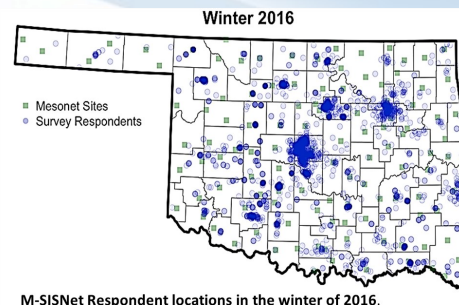 Winter 2016
Mesonet Sites
Survey Respondents
M-SISNet Respondent locations in the winter of 2016.